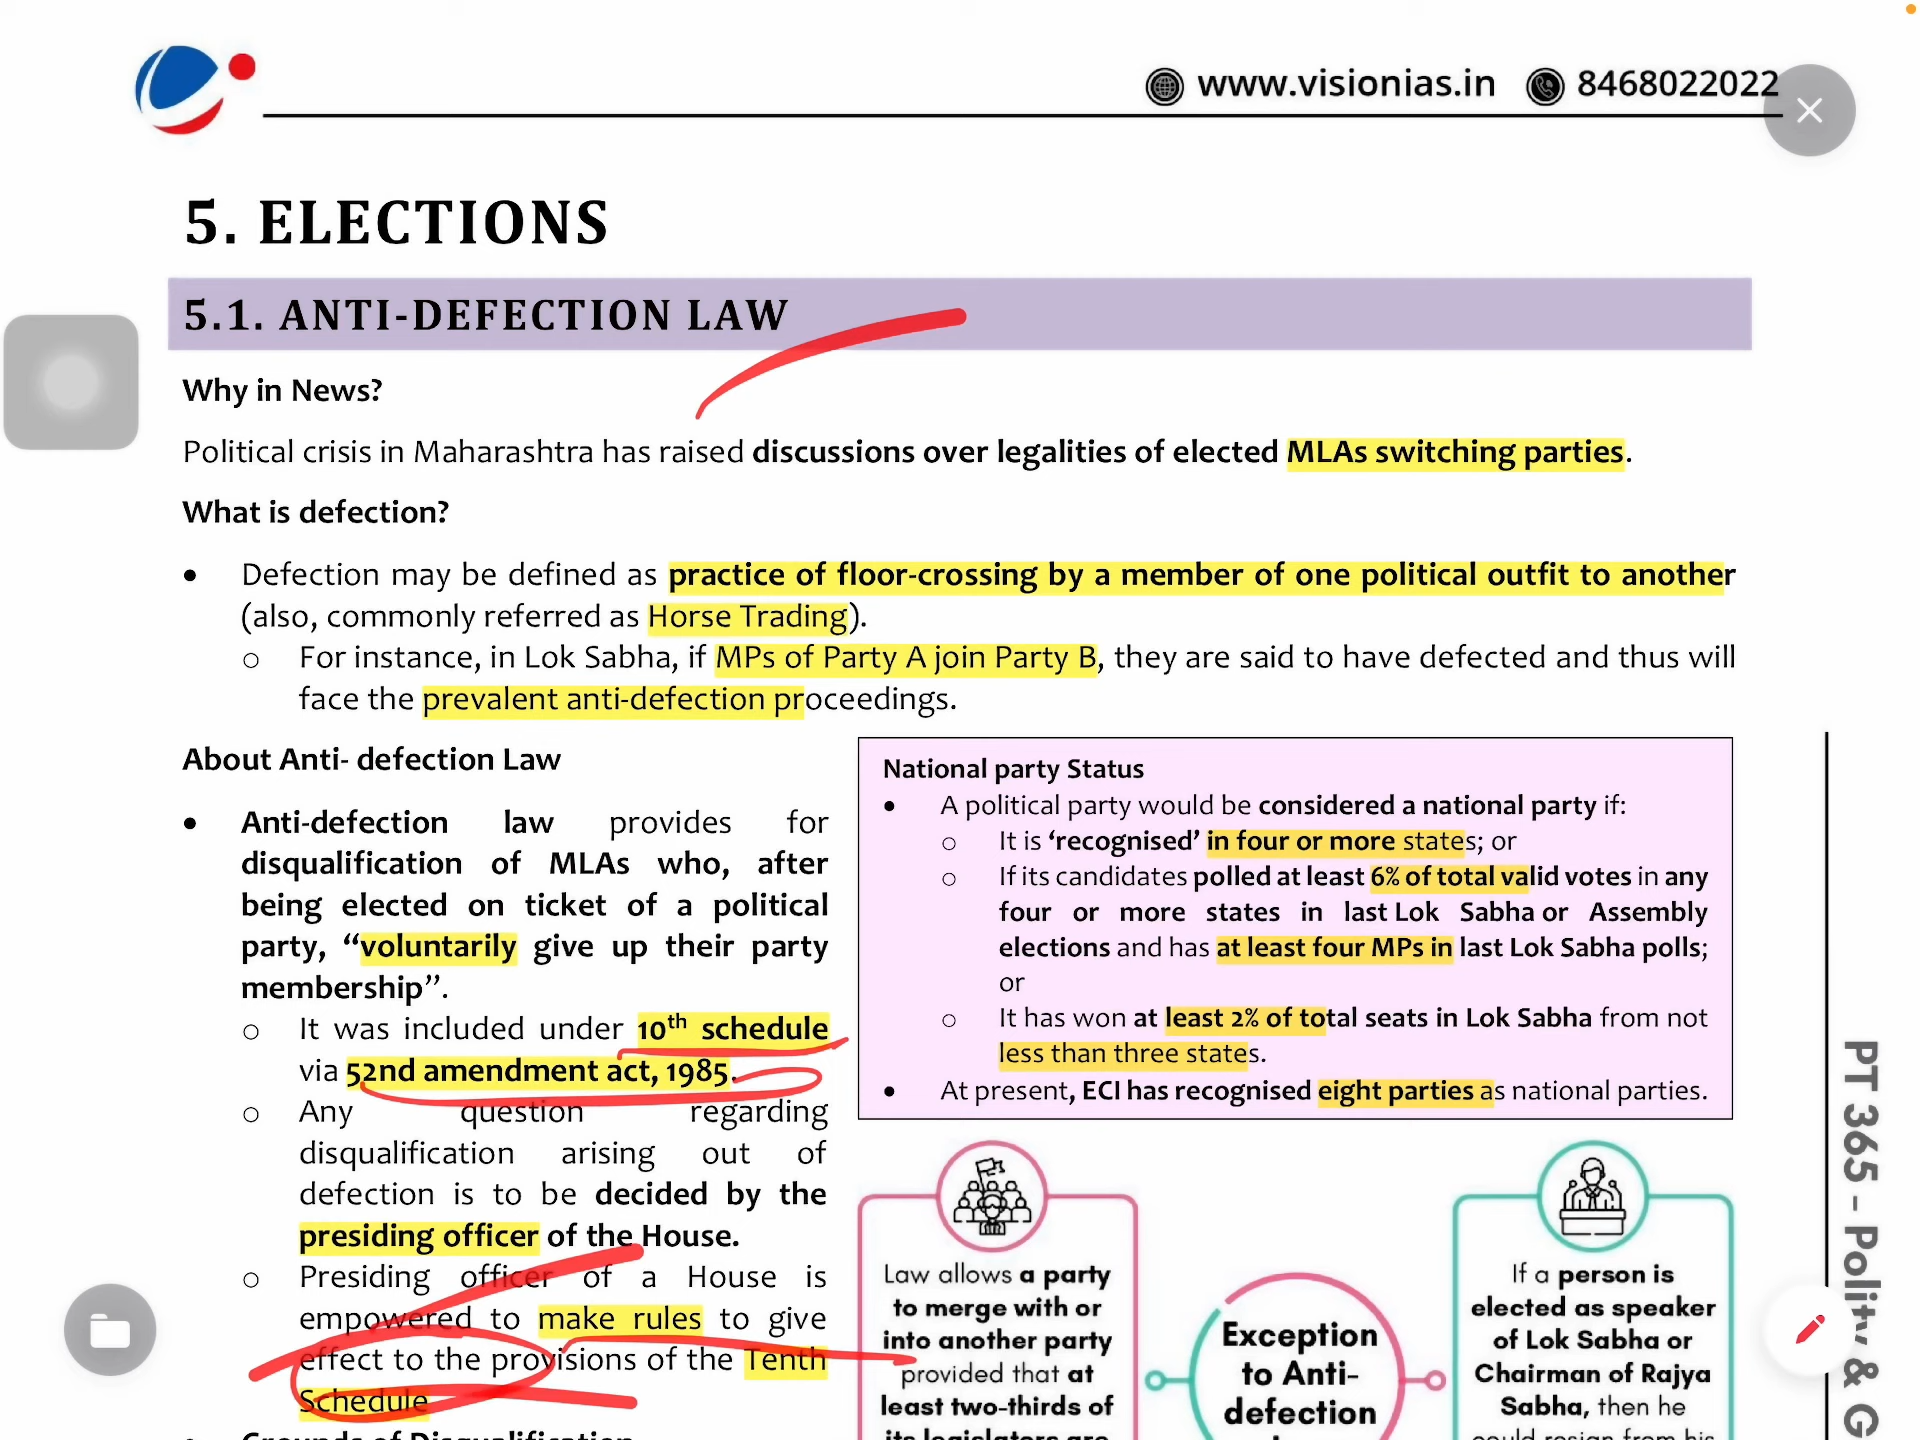 www.visionias.in 8468022022
5. ELECTIONS
5.1. ANTI-DEFECTION LAW
Why in News?
Political crisis in Maharashtra has raised discussions over legalities of elected MLAs switching parties.
What is defection?
• Defection may be defined as practice of floor-crossing by a member of one political outfit to another
(also, commonly referred as Horse Trading).
o For instance, in Lok Sabha, if MPs of Party A join Party B, they are said to have defected and thus will
face the prevalent anti-defection proceedings.
About Anti- defection Law
• Anti-defection law provides for
disqualification of MLAs who, after
being elected on ticket of a political
party, “voluntarily give up their party
membership”.
o It was included under 10th schedule
via 52nd amendment act, 1985.
o Any question regarding
disqualification arising out of
defection is to be decided by the
presiding officer of the House.
o Presiding officer of a House is
empowered to make rules to give
effect to the provisions of the Tenth
Schedule
• Grounds of Disqualification
National party Status
• A political party would be considered a national party if:
o It is ‘recognised’ in four or more states; or
o If its candidates polled at least 6% of total valid votes in any
four or more states in last Lok Sabha or Assembly
elections and has at least four MPs in last Lok Sabha polls;
or
o It has won at least 2% of total seats in Lok Sabha from not
less than three states.
• At present, ECI has recognised eight parties as national parties.
Law allows a party
to merge with or
into another party
provided that at
least two-thirds of
its legislators are
Exception
to Anti-
defection
If a person is
elected as speaker
of Lok Sabha or
Chairman of Rajya
Sabha, then he
could resign from his
PT 365 - Polity & G